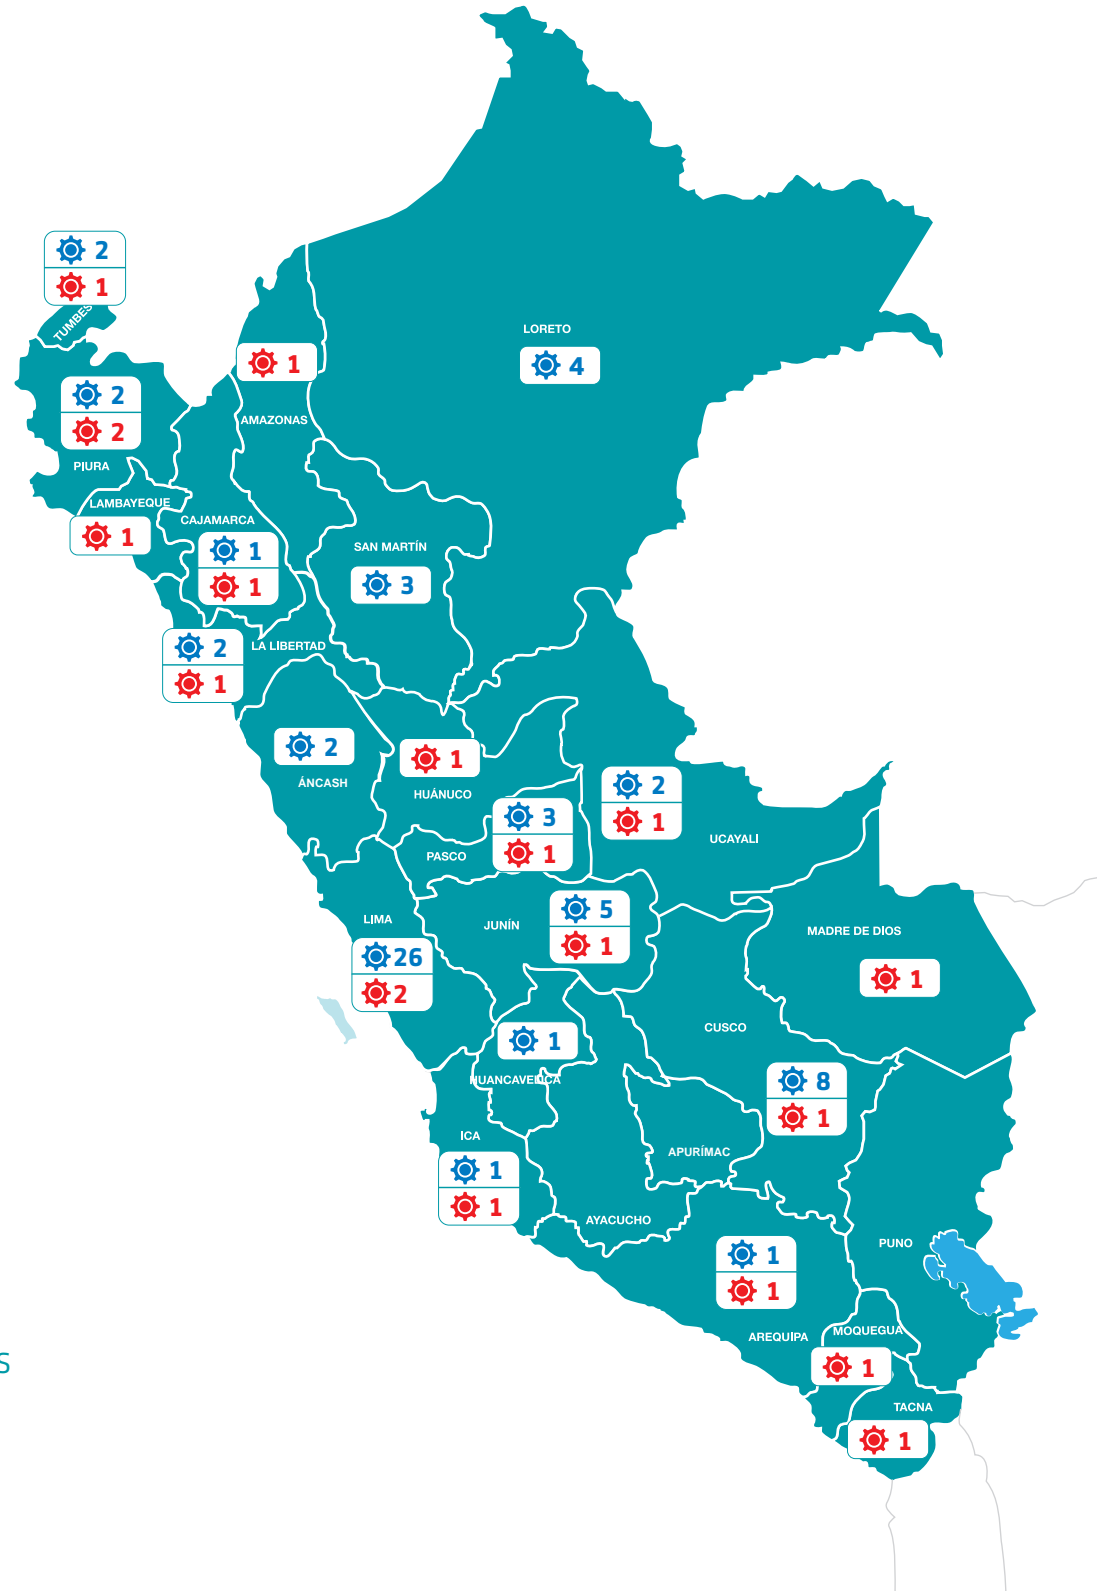 2
1
TUMBES
LORETO
4
1
AMAZONAS
2
2
PIURA
LAMBAYEQUE
1
CAJAMARCA
1
1
SAN MARTÍN
3
LA LIBERTAD
2
1
2
ÁNCASH
1
HUÁNUCO
2
1
UCAYALI
3
1
PASCO
5
1
JUNÍN
LIMA
26
2
MADRE DE DIOS
1
CUSCO
8
1
1
HUANCAVELICA
ICA
1
1
APURÍMAC
AYACUCHO
PUNO
1
1
AREQUIPA
MOQUEGUA
1
S
TACNA
1